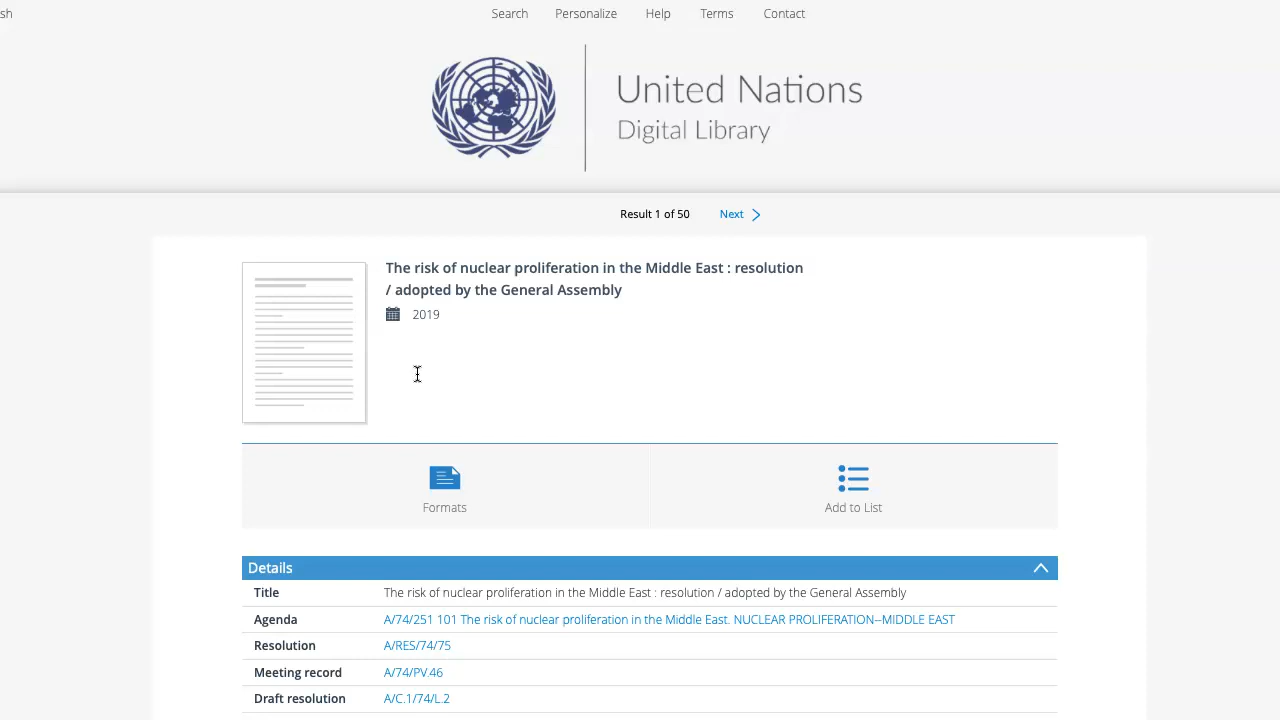 sh
Search Personalize Help Terms Contact
United Nations
Digital Library
Result 1 of 50 Next
The risk of nuclear proliferation in the Middle East : resolution
/ adopted by the General Assembly
2019
Formats
Add to List
Details
Title The risk of nuclear proliferation in the Middle East : resolution / adopted by the General Assembly
Agenda A/74/251 101 The risk of nuclear proliferation in the Middle East. NUCLEAR PROLIFERATION--MIDDLE EAST
Resolution A/RES/74/75
Meeting record A/74/PV.46
Draft resolution A/C.1/74/L.2